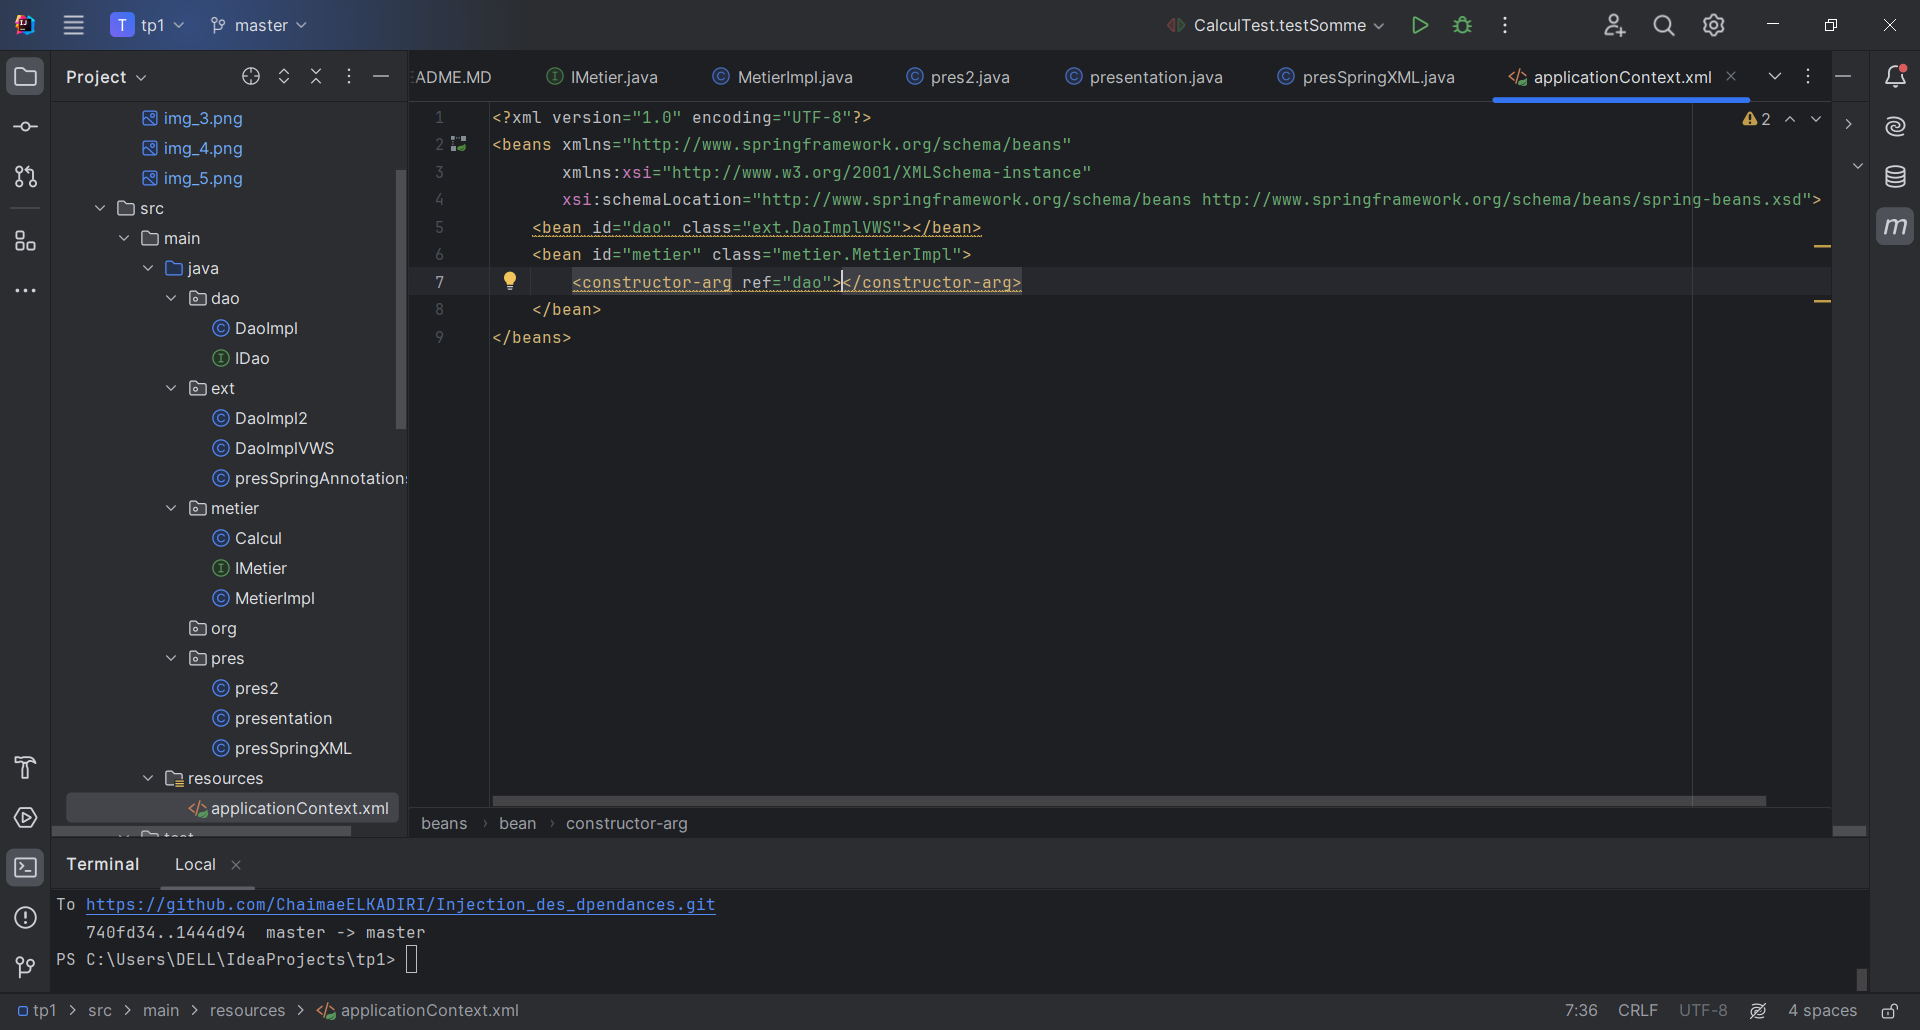 T tp1 master CalculTest.testSomme
Project
ADME.MD IMetier.java MetierImpl.java pres2.java presentation.java presSpringXML.java applicationContext.xml
img_3.png
img_4.png
img_5.png
src
main
java
dao
DaoImpl
IDao
ext
DaoImpl2
DaoImplVWS
presSpringAnnotation
metier
Calcul
IMetier
MetierImpl
org
pres
pres2
presentation
presSpringXML
resources
applicationContext.xml
test
1 <?xml version="1.0" encoding="UTF-8"?>
2 <beans xmlns="http://www.springframework.org/schema/beans"
3 xmlns:xsi="http://www.w3.org/2001/XMLSchema-instance"
4 xsi:schemaLocation="http://www.springframework.org/schema/beans http://www.springframework.org/schema/beans/spring-beans.xsd">
5 <bean id="dao" class="ext.DaoImplVWS"></bean>
6 <bean id="metier" class="metier.MetierImpl">
7 <constructor-arg ref="dao"></constructor-arg>
8 </bean>
9 </beans>
2
m
beans › bean › constructor-arg
Terminal Local
To https://github.com/ChaimaeELKADIRI/Injection_des_dpendances.git
740fd34..1444d94 master -> master
PS C:\Users\DELL\IdeaProjects\tp1>
tp1 > src > main > resources > applicationContext.xml 7:36 CRLF UTF-8 4 spaces